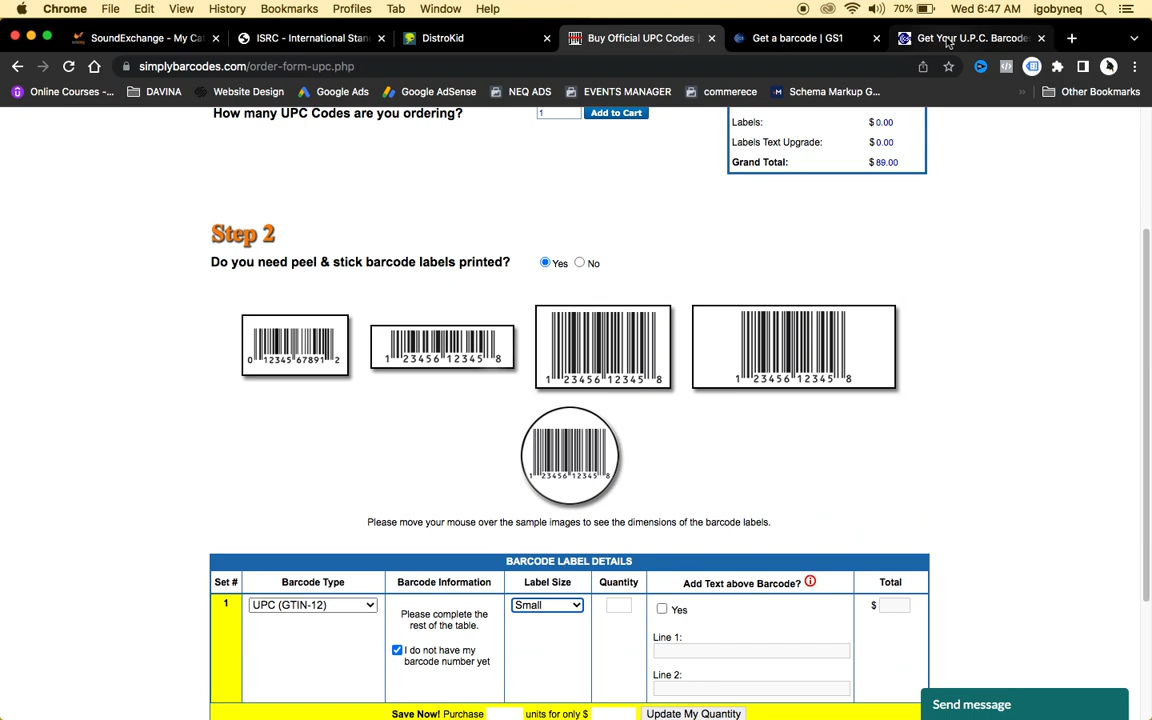 Chrome File Edit View History Bookmarks Profiles Tab Window Help 70% Wed 6:47 AM igobyneq
SoundExchange - My Cat ISRC - International Stan DistroKid Buy Official UPC Codes Get a barcode | GS1 Get Your U.P.C. Barcodes
simplybarcodes.com/order-form-upc.php
Online Courses -... DAVINA Website Design Google Ads Google AdSense NEQ ADS EVENTS MANAGER commerece Schema Markup G... » Other Bookmarks
How many UPC Codes are you ordering? 1 Add to Cart
Labels: $ 0.00
Labels Text Upgrade: $ 0.00
Grand Total: $ 89.00
Step 2
Do you need peel & stick barcode labels printed? Yes No
0 12345 67891 2
1 23456 12345 8
1 23456 12345 8
1 23456 12345 8
1 23456 12345 8
Please move your mouse over the sample images to see the dimensions of the barcode labels.
BARCODE LABEL DETAILS
Set # Barcode Type Barcode Information Label Size Quantity Add Text above Barcode? Total
1 UPC (GTIN-12) Please complete the rest of the table. Small Yes $
I do not have my barcode number yet
Line 1:
Line 2:
Save Now! Purchase units for only $ Update My Quantity
Send message